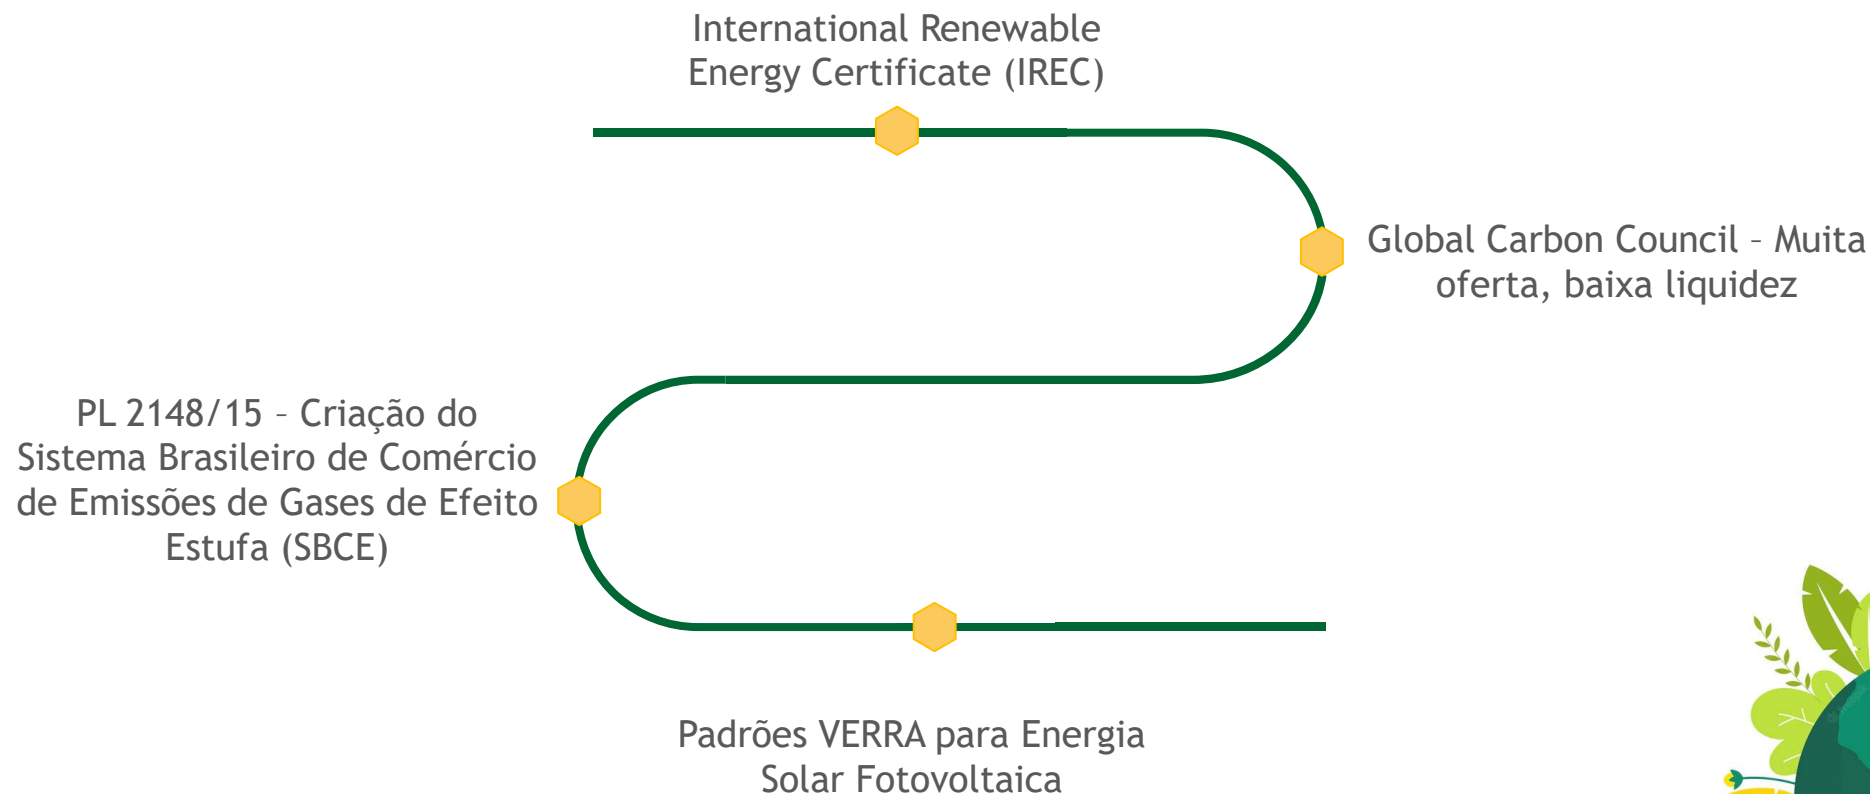 International Renewable
Energy Certificate (IREC)
Global Carbon Council – Muita
oferta, baixa liquidez
PL 2148/15 – Criação do
Sistema Brasileiro de Comércio
de Emissões de Gases de Efeito
Estufa (SBCE)
Padrões VERRA para Energia
Solar Fotovoltaica